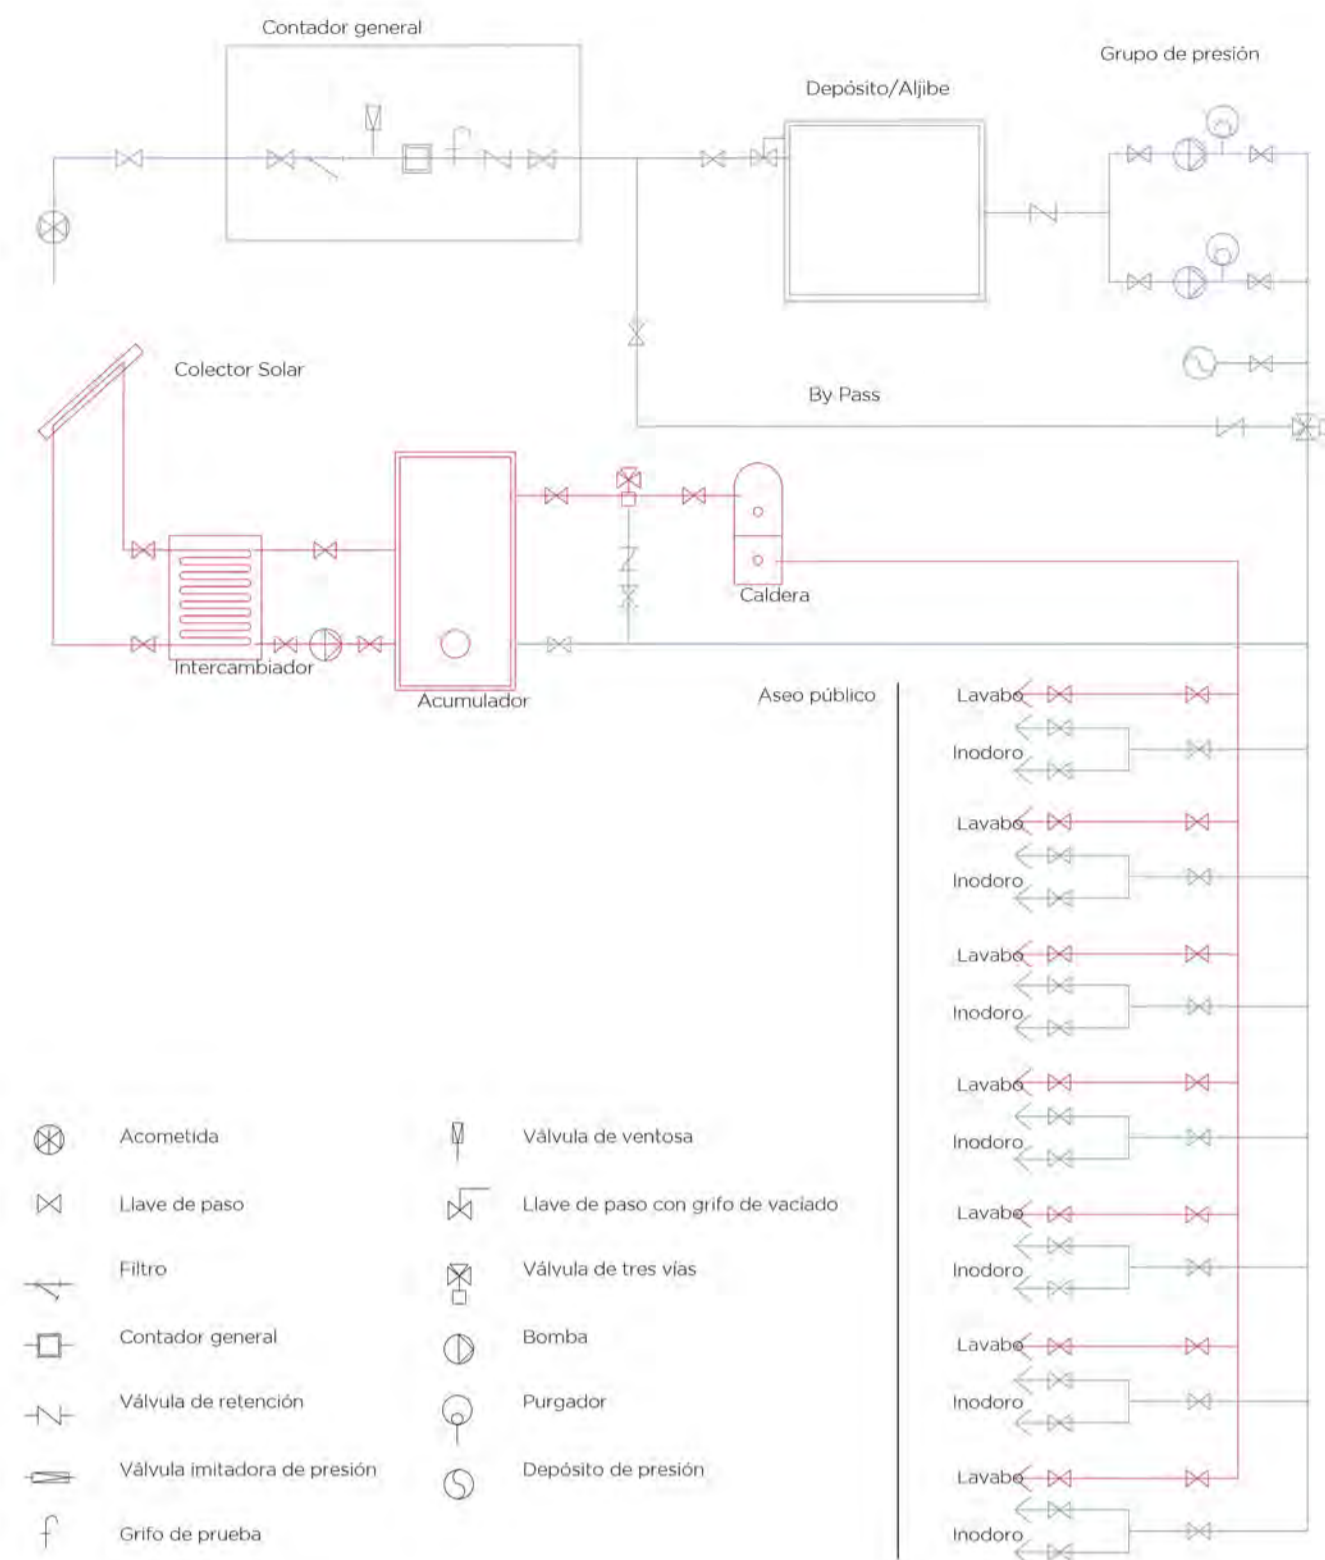 Contador general
Grupo de presión
Depósito/Aljibe
Colector Solar
By Pass
Caldera
Intercambiador
Acumulador
Aseo público
Lavabo
Inodoro
Lavabo
Inodoro
Lavabo
Inodoro
Lavabo
Inodoro
Lavabo
Inodoro
Lavabo
Inodoro
Lavabo
Inodoro
Acometida
Llave de paso
Filtro
Contador general
Válvula de retención
Válvula imitadora de presión
Grifo de prueba
Válvula de ventosa
Llave de paso con grifo de vaciado
Válvula de tres vías
Bomba
Purgador
Depósito de presión